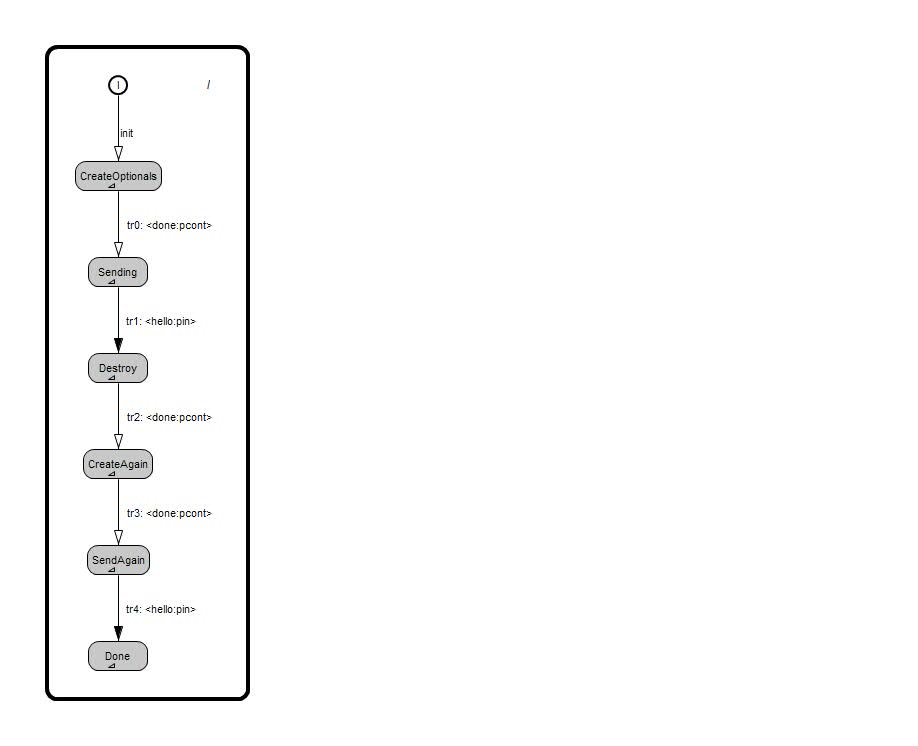 I
/
init
CreateOptionals
tr0: <done:pcont>
Sending
tr1: <hello:pin>
Destroy
tr2: <done:pcont>
CreateAgain
tr3: <done:pcont>
SendAgain
tr4: <hello:pin>
Done